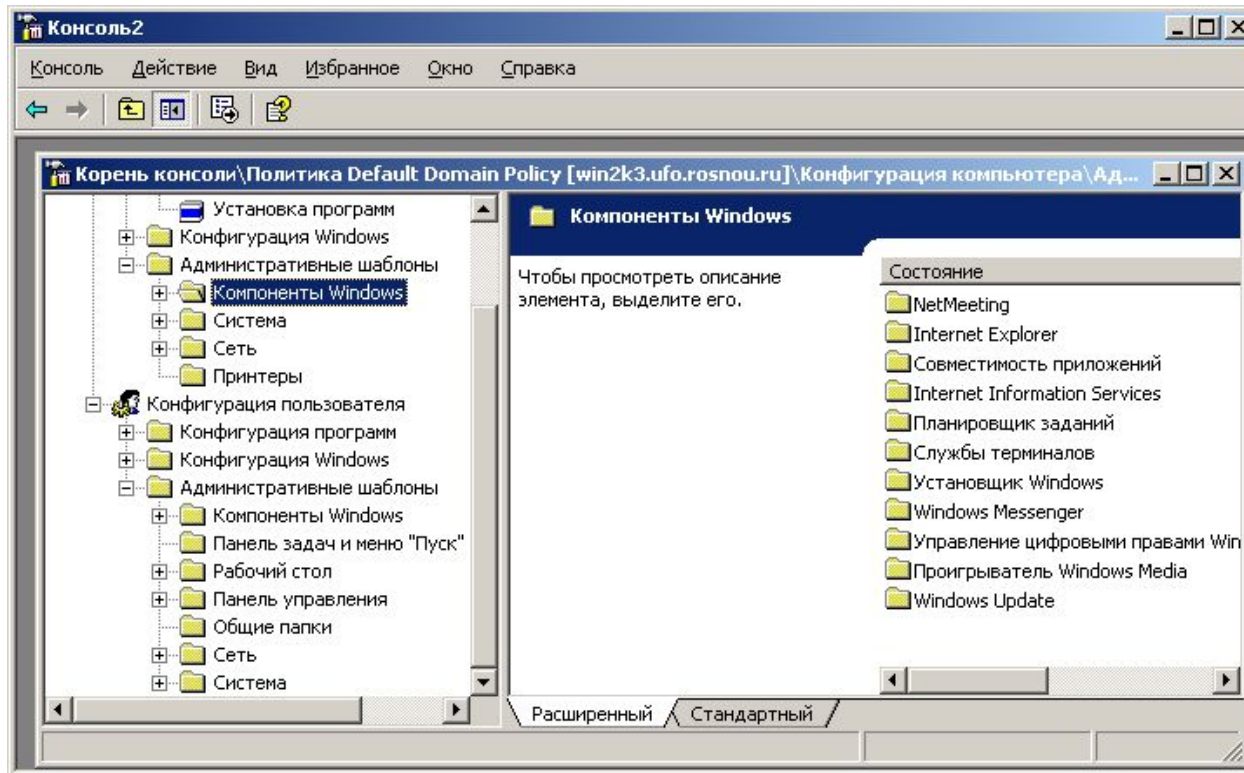 Консоль2
Консоль Действие Вид Избранное Окно Справка
Корень консоли\Политика Default Domain Policy [win2k3.ufo.rosnou.ru]\Конфигурация компьютера\Ад...
Установка программ
Конфигурация Windows
Административные шаблоны
Компоненты Windows
Система
Сеть
Принтеры
Конфигурация пользователя
Конфигурация программ
Конфигурация Windows
Административные шаблоны
Компоненты Windows
Панель задач и меню "Пуск"
Рабочий стол
Панель управления
Общие папки
Сеть
Система
Компоненты Windows
Чтобы просмотреть описание
элемента, выделите его.
Состояние
NetMeeting
Internet Explorer
Совместимость приложений
Internet Information Services
Планировщик заданий
Службы терминалов
Установщик Windows
Windows Messenger
Управление цифровыми правами Win
Проигрыватель Windows Media
Windows Update
Расширенный Стандартный